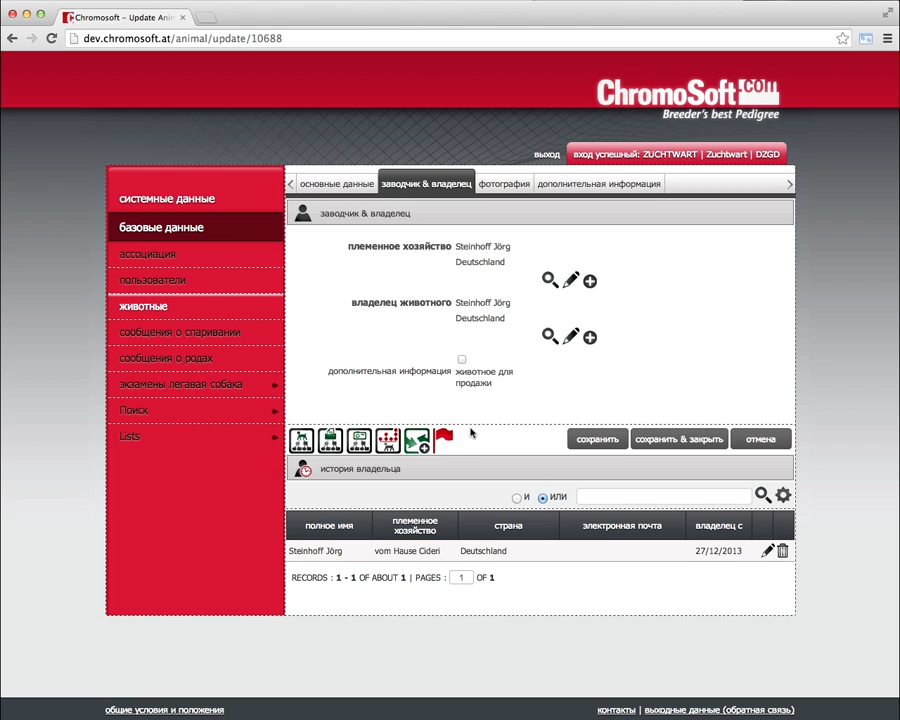 Chromosoft - Update Anim
dev.chromosoft.at/animal/update/10688
ChromoSoft.com
Breeder's best Pedigree
выход
вход успешный: ZUCHTWART | Zuchtwart | DZGD
системные данные
базовые данные
ассоциация
пользователи
животные
сообщения о спаривании
сообщения о родах
экзамены легавая собака
Поиск
Lists
основные данные
заводчик & владелец
фотография
дополнительная информация
заводчик & владелец
племенное хозяйство Steinhoff Jörg
Deutschland
владелец животного Steinhoff Jörg
Deutschland
дополнительная информация
животное для
продажи
сохранить
сохранить & закрыть
отмена
история владельца
И ИЛИ
полное имя
племенное
хозяйство
страна
электронная почта
владелец с
Steinhoff Jörg vom Hause Cideri Deutschland 27/12/2013
RECORDS : 1 - 1 OF ABOUT 1 | PAGES : 1 OF 1
общие условия и положения
контакты | выходные данные (обратная связь)